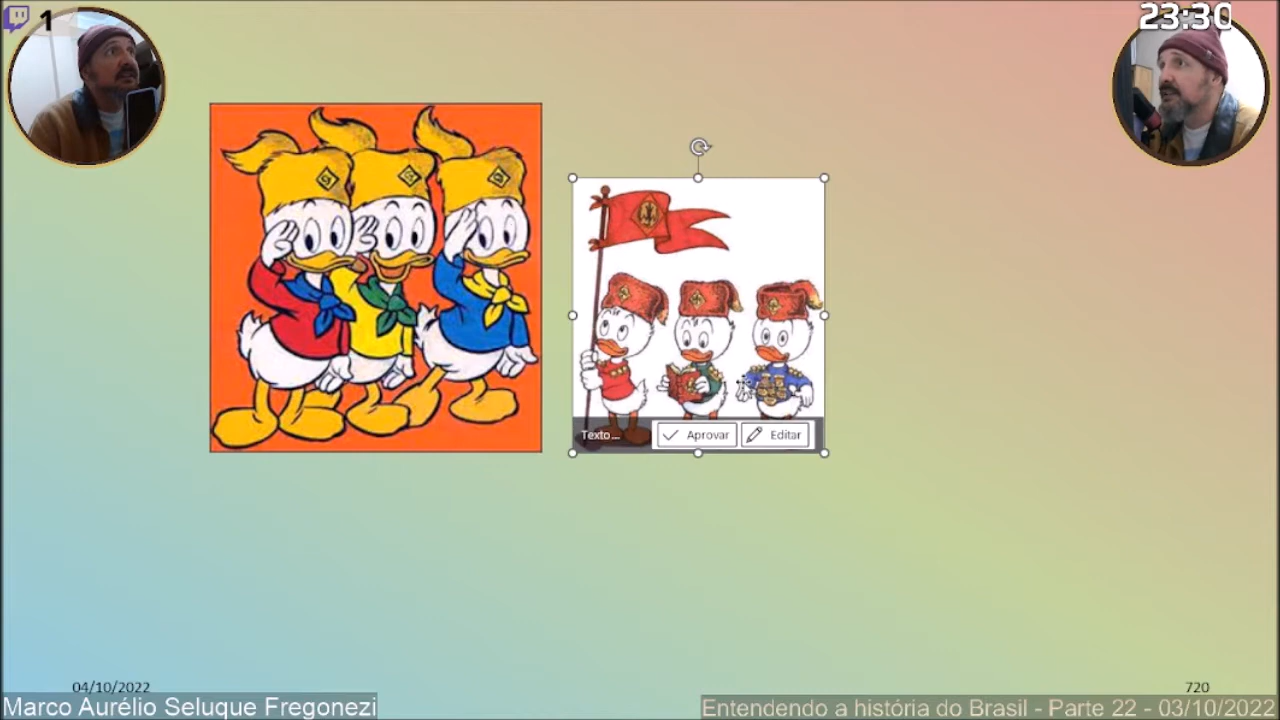 1
23:30
Texto...
Aprovar
Editar
04/10/2022
720
Marco Aurélio Seluque Fregonezi
Entendendo a história do Brasil - Parte 22 - 03/10/2022